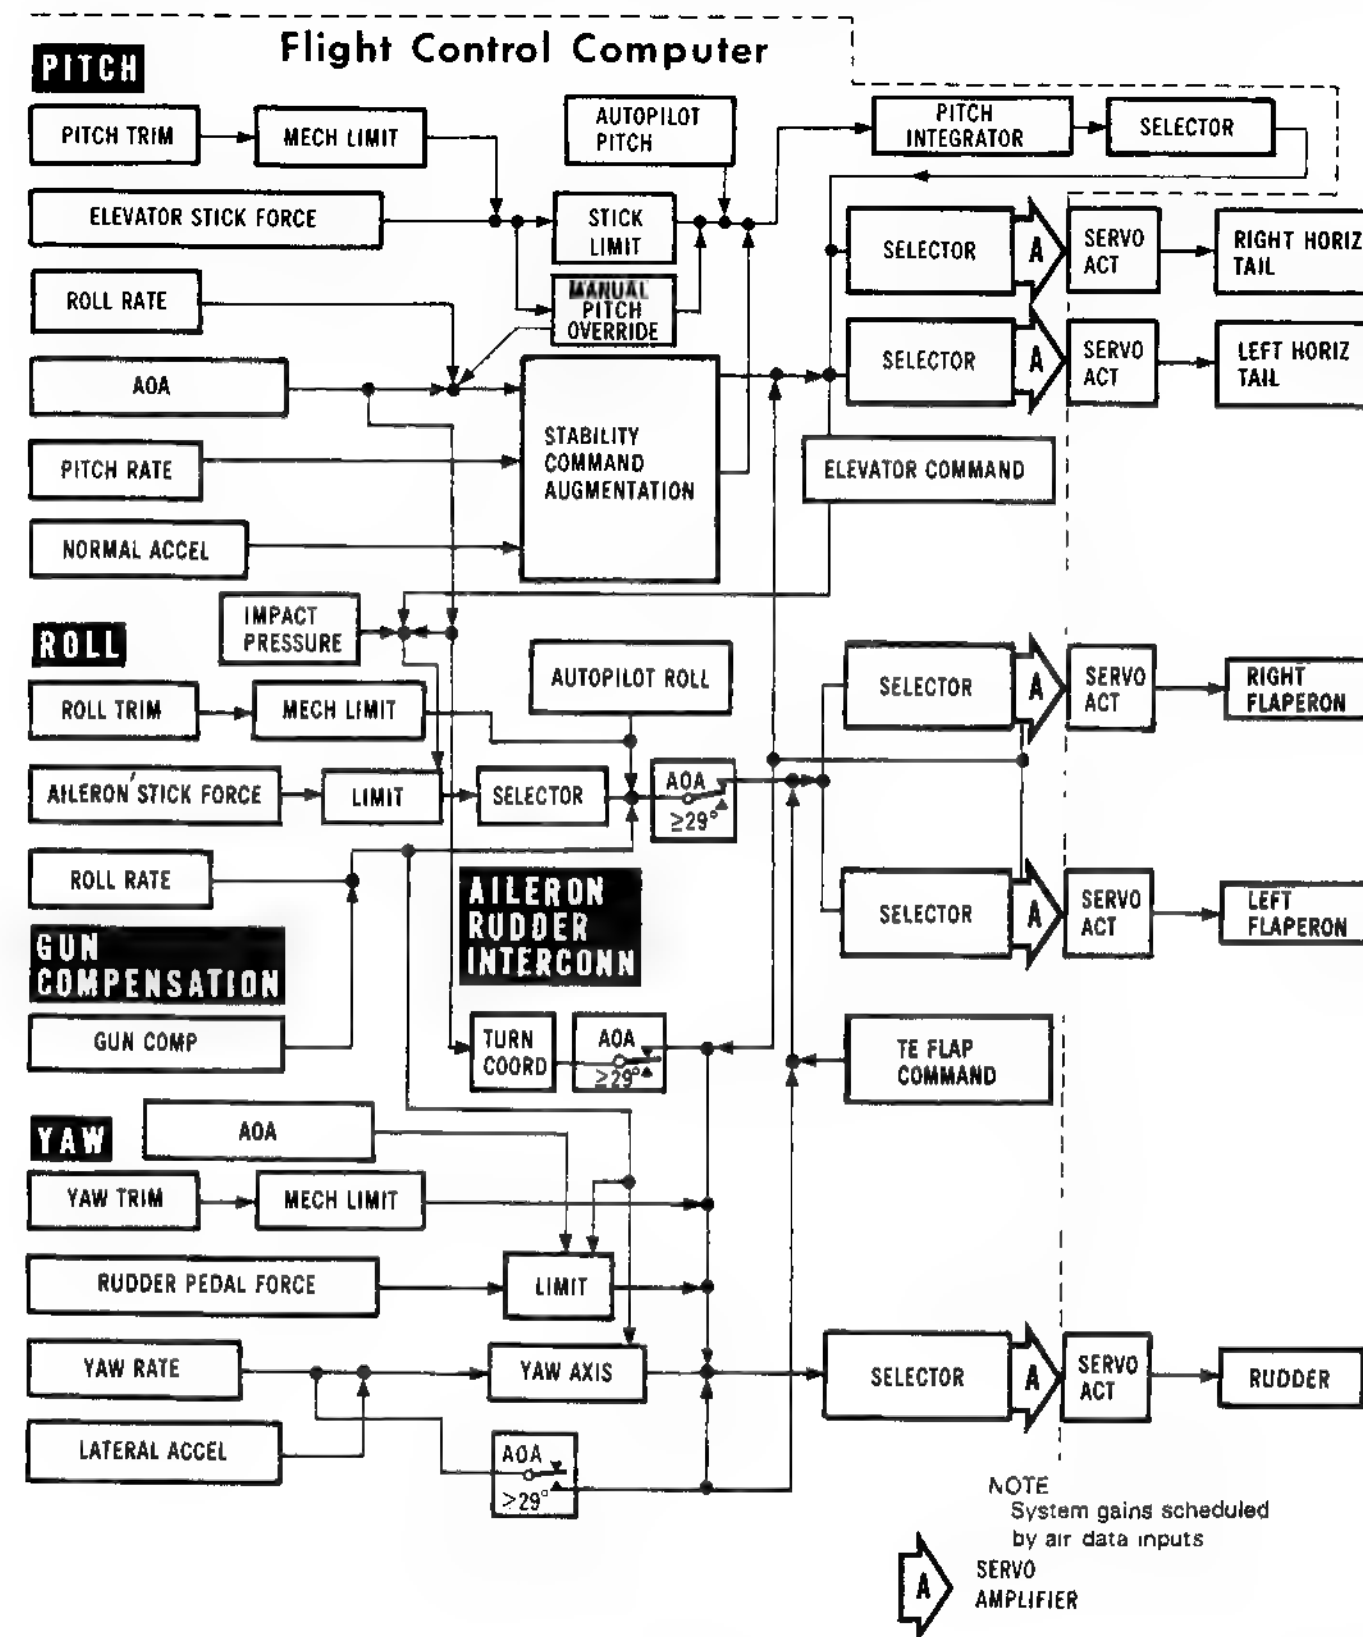 Flight Control Computer
PITCH
PITCH TRIM
MECH LIMIT
AUTOPILOT
PITCH
PITCH
INTEGRATOR
SELECTOR
ELEVATOR STICK FORCE
STICK
LIMIT
SELECTOR
A
SERVO
ACT
RIGHT HORIZ
TAIL
ROLL RATE
MANUAL
PITCH
OVERRIDE
SELECTOR
A
SERVO
ACT
LEFT HORIZ
TAIL
AOA
STABILITY
COMMAND
AUGMENTATION
PITCH RATE
ELEVATOR COMMAND
NORMAL ACCEL
IMPACT
PRESSURE
ROLL
AUTOPILOT ROLL
SELECTOR
A
SERVO
ACT
RIGHT
FLAPERON
ROLL TRIM
MECH LIMIT
AILERON STICK FORCE
LIMIT
SELECTOR
AOA
≥29°
ROLL RATE
AILERON
RUDDER
INTERCONN
SELECTOR
A
SERVO
ACT
LEFT
FLAPERON
GUN
COMPENSATION
GUN COMP
TURN
COORD
AOA
≥29°
TE FLAP
COMMAND
YAW
AOA
YAW TRIM
MECH LIMIT
RUDDER PEDAL FORCE
LIMIT
YAW RATE
YAW AXIS
SELECTOR
A
SERVO
ACT
RUDDER
LATERAL ACCEL
AOA
≥29°
NOTE
System gains scheduled
by air data inputs
A
SERVO
AMPLIFIER